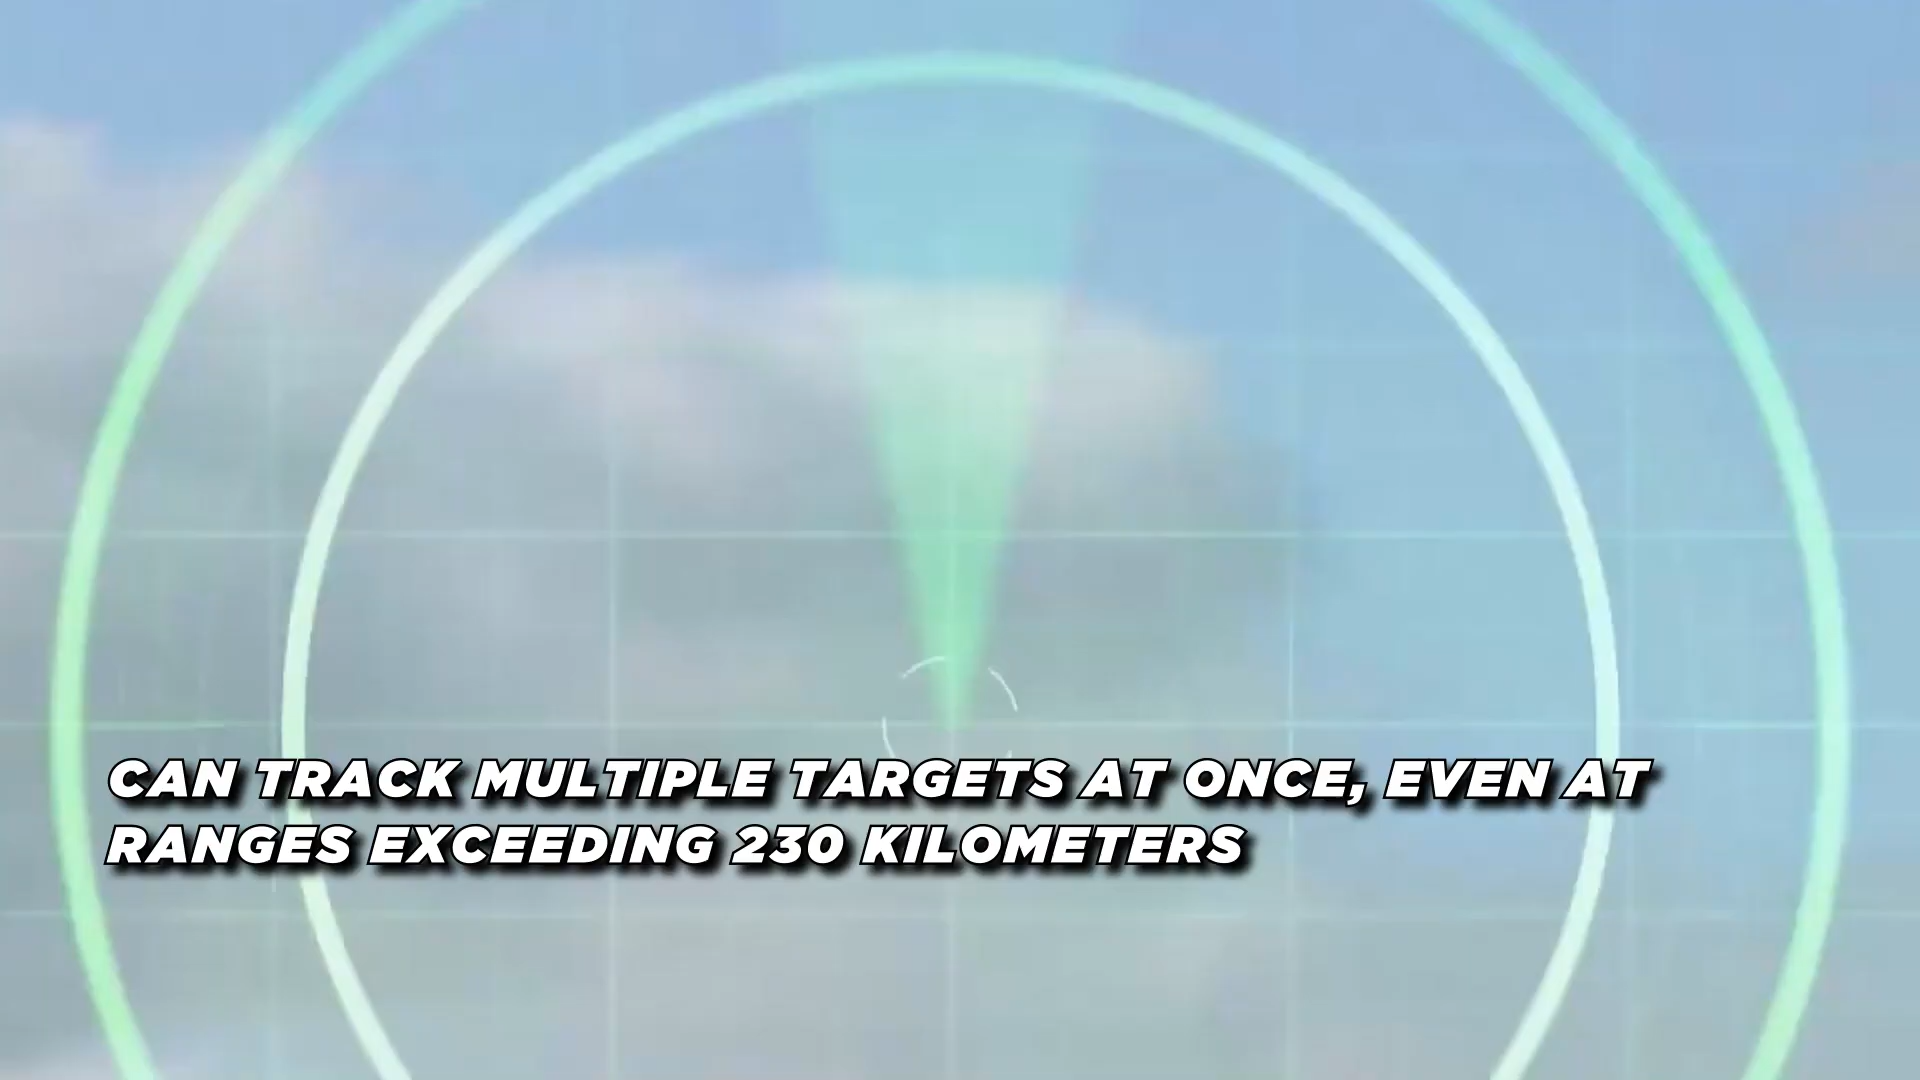 CAN TRACK MULTIPLE TARGETS AT ONCE, EVEN AT
RANGES EXCEEDING 230 KILOMETERS